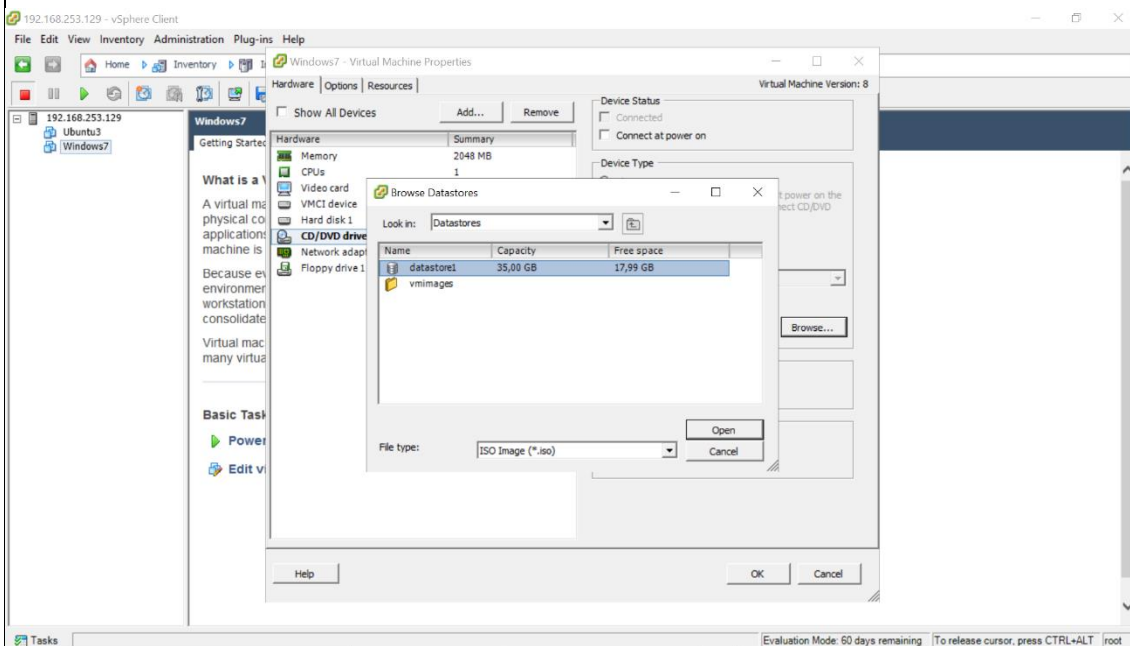 192.168.253.129 - vSphere Client
File Edit View Inventory Administration Plug-ins Help
Home Inventory
Windows7 - Virtual Machine Properties
Hardware Options Resources Virtual Machine Version: 8
Show All Devices Add... Remove
Hardware Summary
Memory 2048 MB
CPUs 1
Video card
VMCI device
Hard disk 1
CD/DVD drive
Network adap
Floppy drive 1
Device Status
Connected
Connect at power on
Device Type
t power on the
nect CD/DVD
Browse...
Help OK Cancel
Browse Datastores
Look in: Datastores
Name Capacity Free space
datastore1 35,00 GB 17,99 GB
vmimages
Open
File type: ISO Image (*.iso) Cancel
192.168.253.129
Ubuntu3
Windows7
Windows7
Getting Started
What is a V
A virtual ma
physical co
applications
machine is
Because ev
environmen
workstation
consolidate
Virtual mac
many virtua
Basic Task
Power
Edit vi
Tasks Evaluation Mode: 60 days remaining To release cursor, press CTRL+ALT root